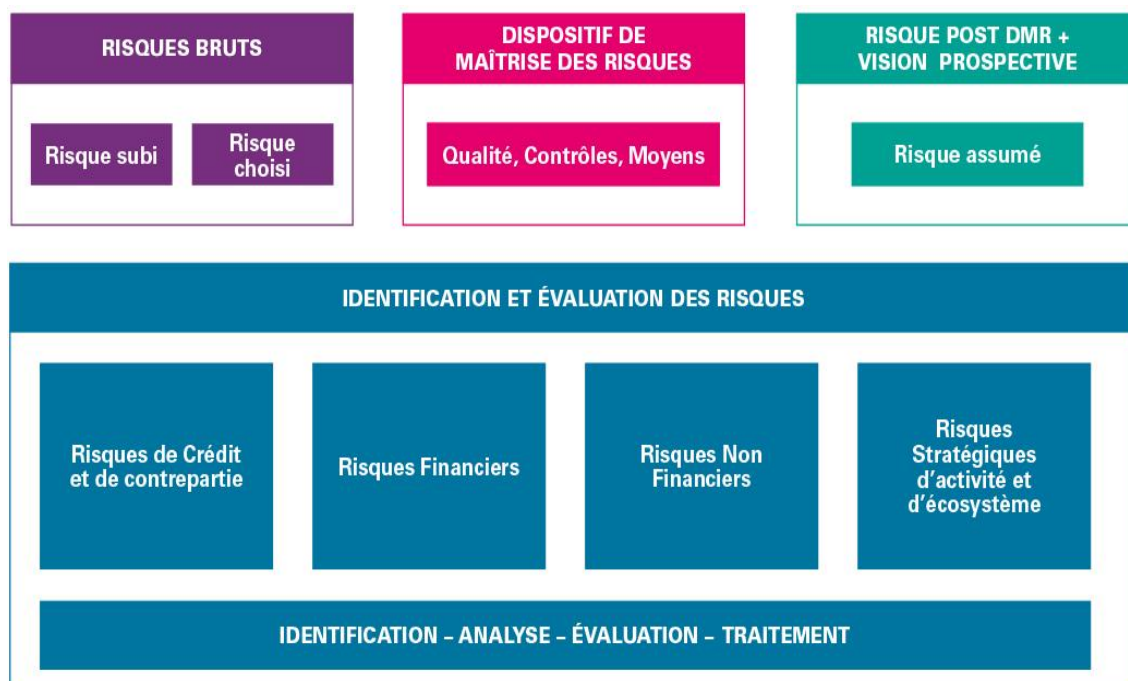 RISQUES BRUTS
Risque subi
Risque
choisi
DISPOSITIF DE
MAÎTRISE DES RISQUES
Qualité, Contrôles, Moyens
RISQUE POST DMR +
VISION PROSPECTIVE
Risque assumé
IDENTIFICATION ET ÉVALUATION DES RISQUES
Risques de Crédit
et de contrepartie
Risques Financiers
Risques Non
Financiers
Risques
Stratégiques
d'activité et
d'écosystème
IDENTIFICATION – ANALYSE – ÉVALUATION – TRAITEMENT